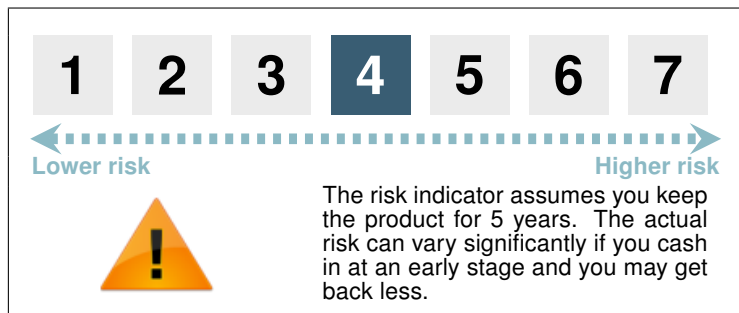 1 2 3 4 5 6 7
Lower risk Higher risk
!
The risk indicator assumes you keep
the product for 5 years. The actual
risk can vary significantly if you cash
in at an early stage and you may get
back less.